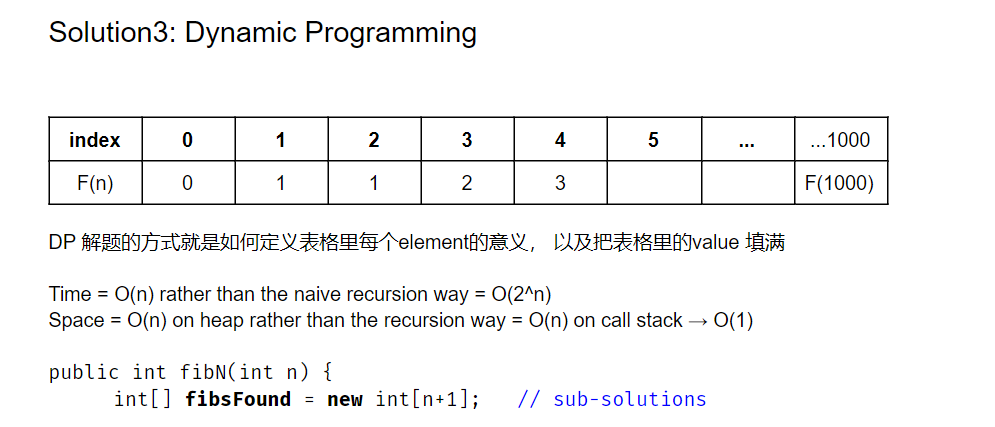 Solution3: Dynamic Programming
index 0 1 2 3 4 5 ... ...1000
F(n) 0 1 1 2 3 F(1000)
DP 解题的方式就是如何定义表格里每个element的意义， 以及把表格里的value 填满
Time = O(n) rather than the naive recursion way = O(2^n)
Space = O(n) on heap rather than the recursion way = O(n) on call stack → O(1)
public int fibN(int n) {
int[] fibsFound = new int[n+1]; // sub-solutions